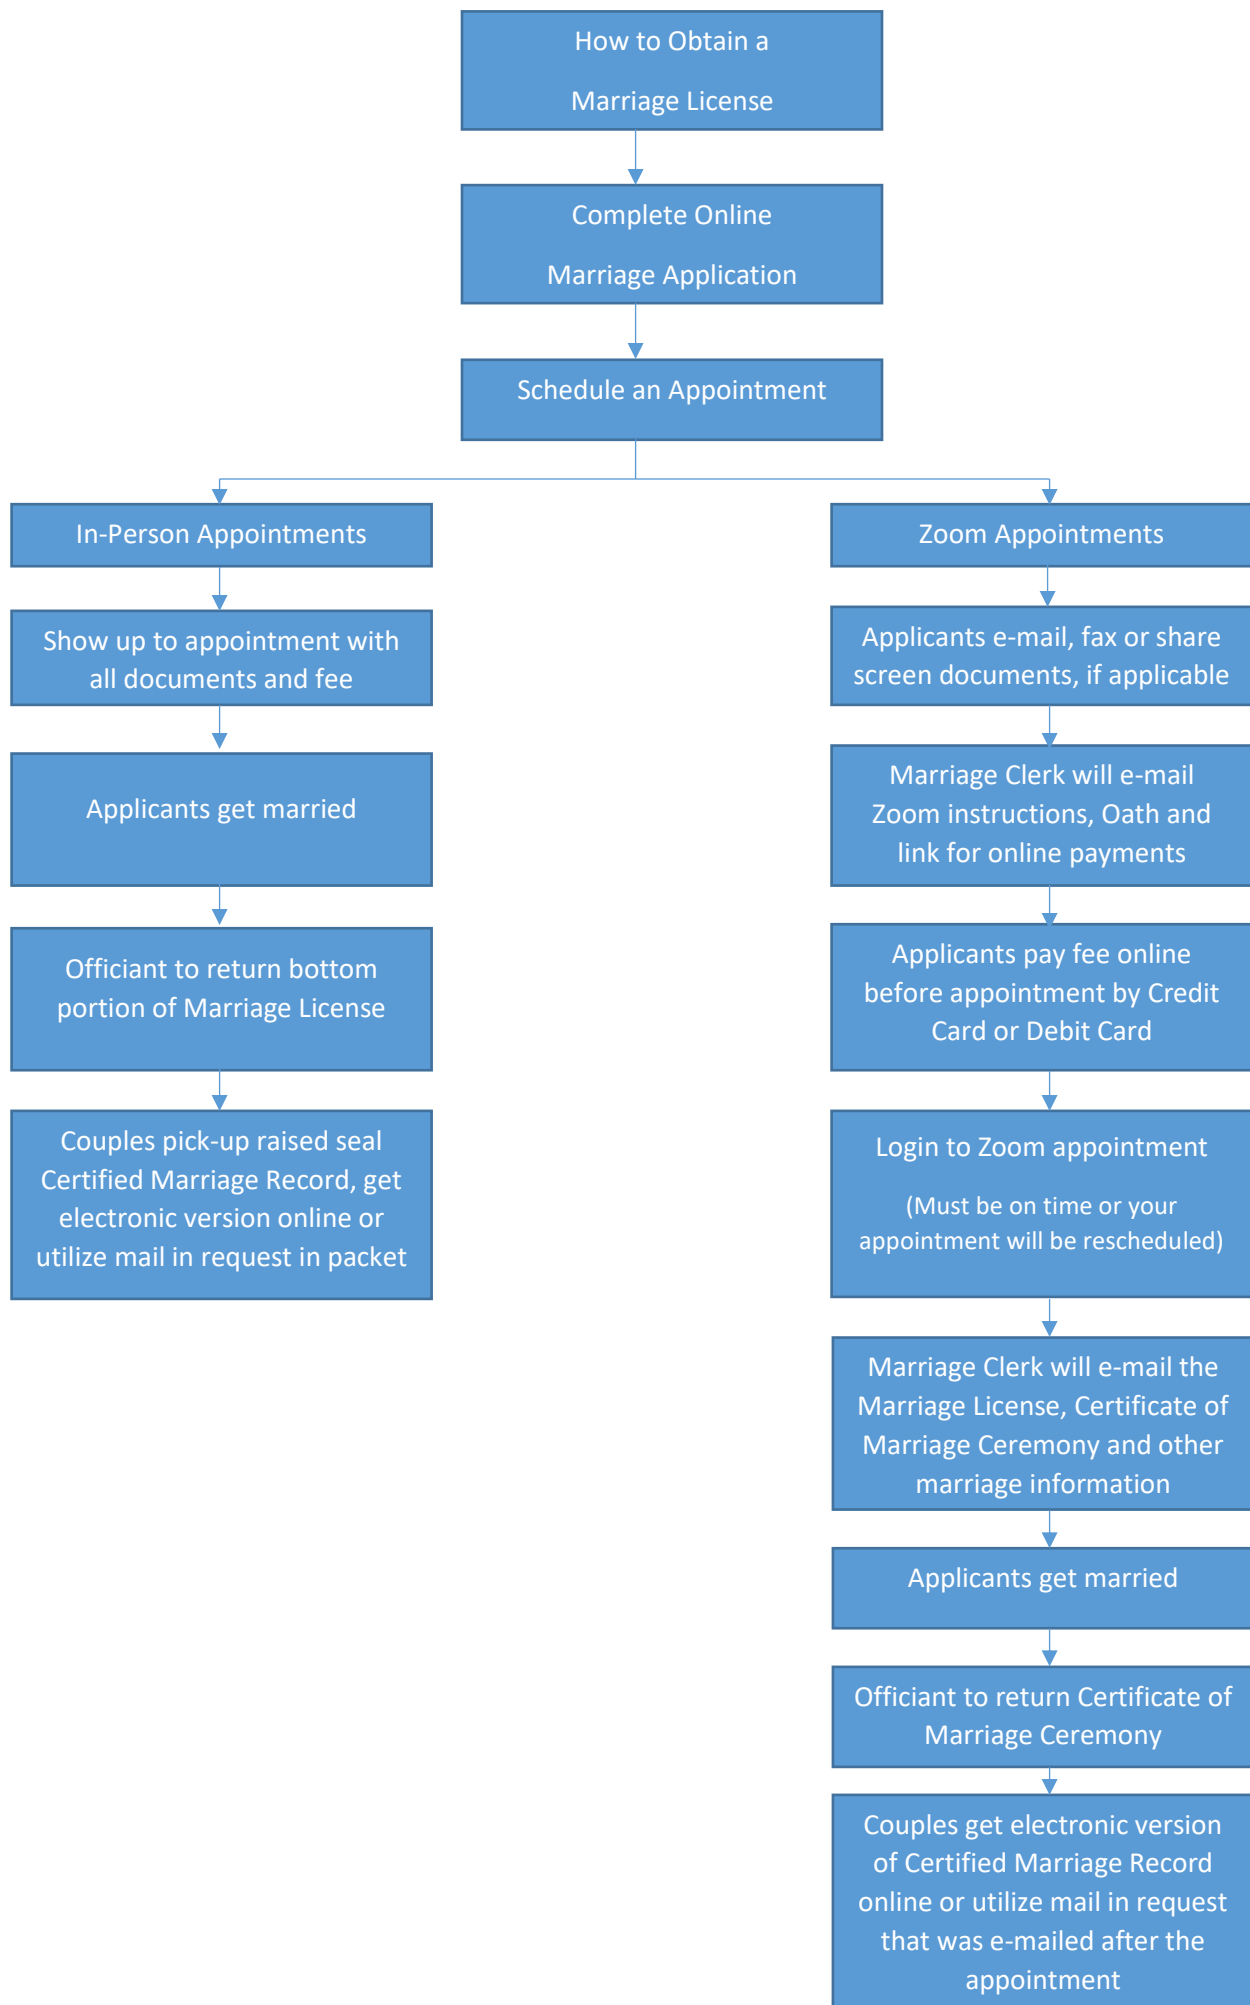 How to Obtain a
Marriage License
Complete Online
Marriage Application
Schedule an Appointment
In-Person Appointments
Show up to appointment with
all documents and fee
Applicants get married
Officiant to return bottom
portion of Marriage License
Couples pick-up raised seal
Certified Marriage Record, get
electronic version online or
utilize mail in request in packet
Zoom Appointments
Applicants e-mail, fax or share
screen documents, if applicable
Marriage Clerk will e-mail
Zoom instructions, Oath and
link for online payments
Applicants pay fee online
before appointment by Credit
Card or Debit Card
Login to Zoom appointment
(Must be on time or your
appointment will be rescheduled)
Marriage Clerk will e-mail the
Marriage License, Certificate of
Marriage Ceremony and other
marriage information
Applicants get married
Officiant to return Certificate of
Marriage Ceremony
Couples get electronic version
of Certified Marriage Record
online or utilize mail in request
that was e-mailed after the
appointment